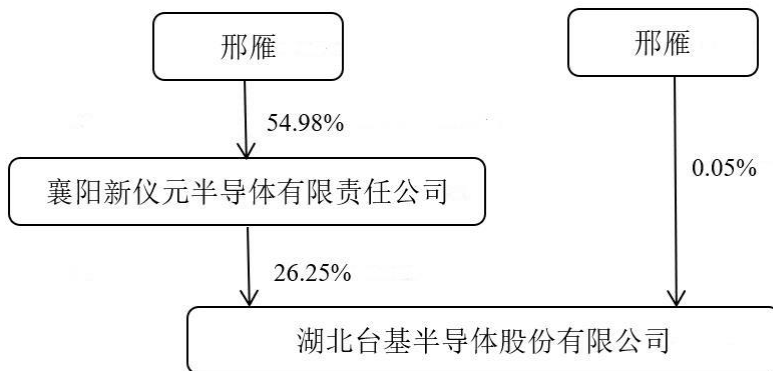 邢雁
邢雁
54.98%
0.05%
襄阳新仪元半导体有限责任公司
26.25%
湖北台基半导体股份有限公司